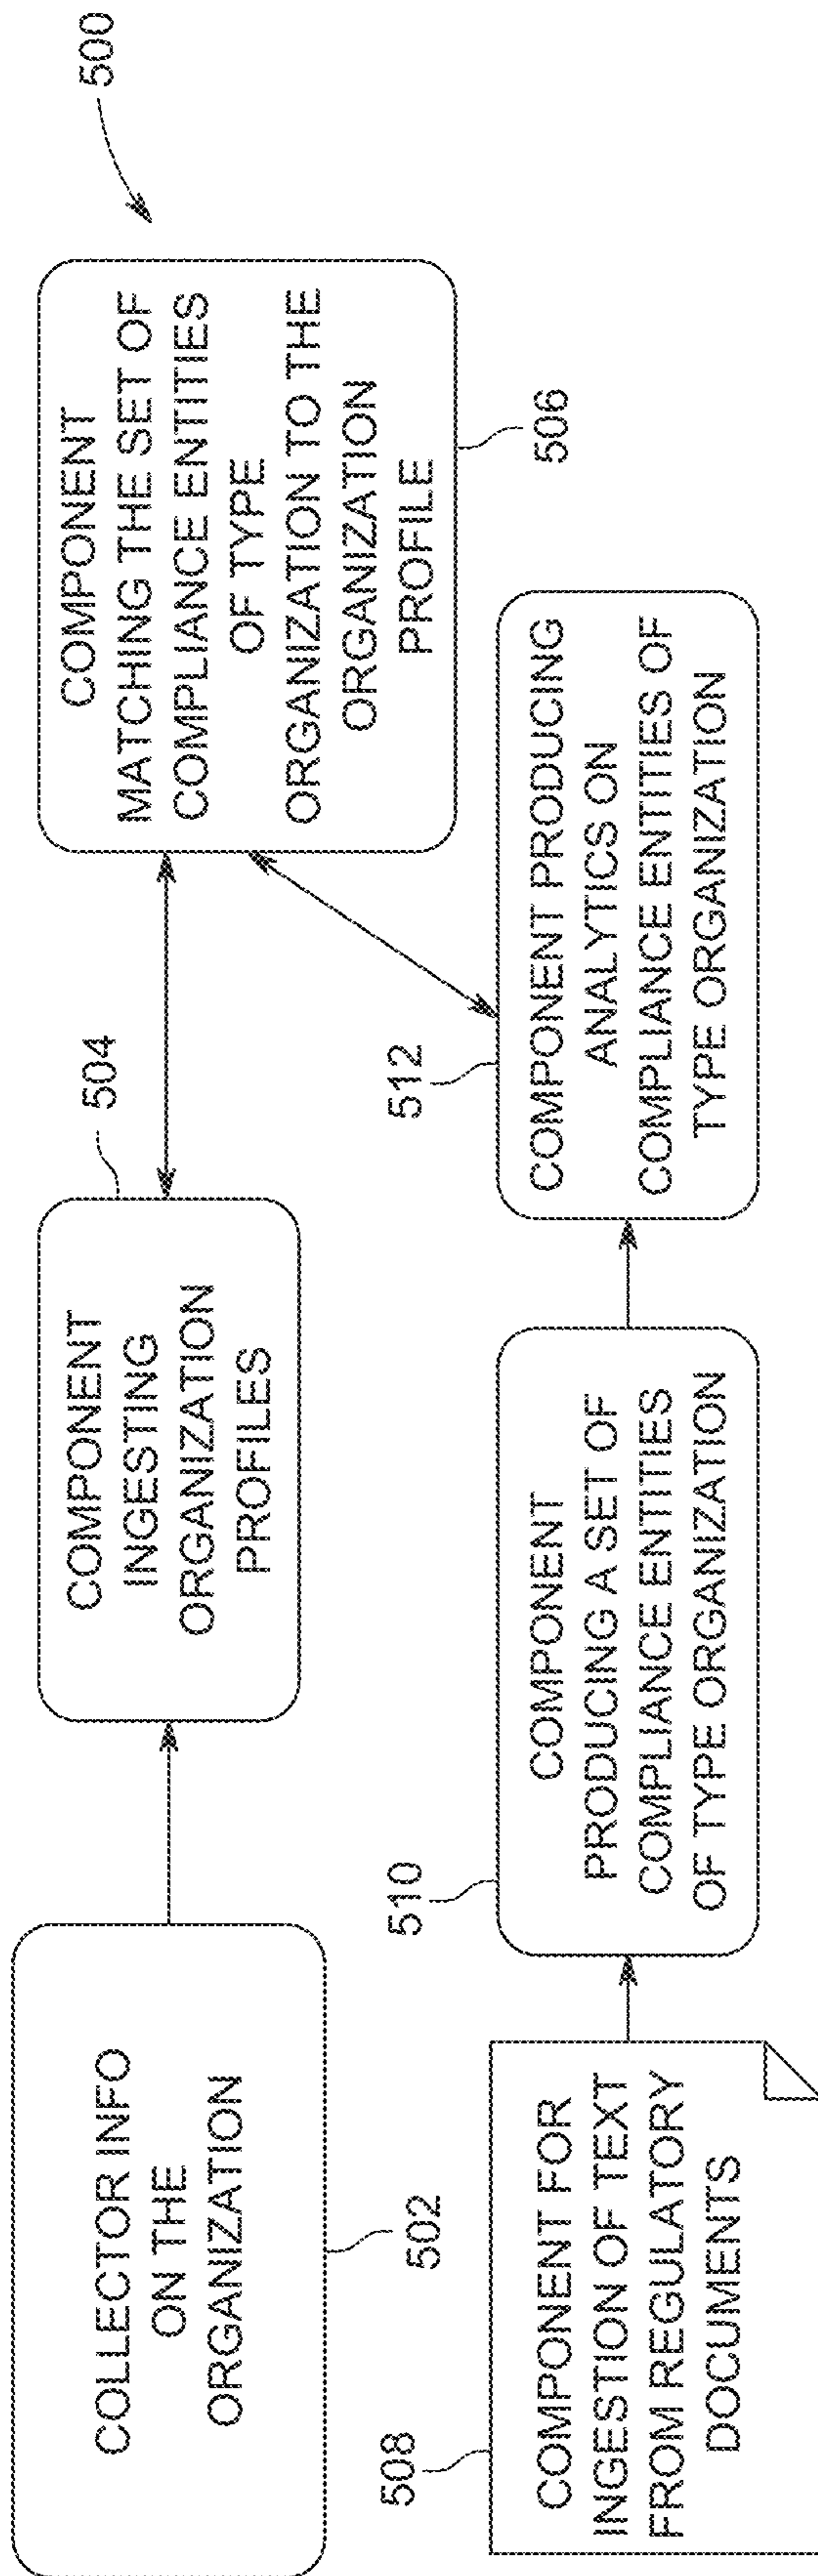 500
COLLECTOR INFO
ON THE
ORGANIZATION
502
COMPONENT
INGESTING
ORGANIZATION
PROFILES
504
COMPONENT
MATCHING THE SET OF
COMPLIANCE ENTITIES
OF TYPE
ORGANIZATION TO THE
ORGANIZATION
PROFILE
506
508
COMPONENT FOR
INGESTION OF TEXT
FROM REGULATORY
DOCUMENTS
510
COMPONENT
PRODUCING A SET OF
COMPLIANCE ENTITIES
OF TYPE ORGANIZATION
512
COMPONENT PRODUCING
ANALYTICS ON
COMPLIANCE ENTITIES OF
TYPE ORGANIZATION